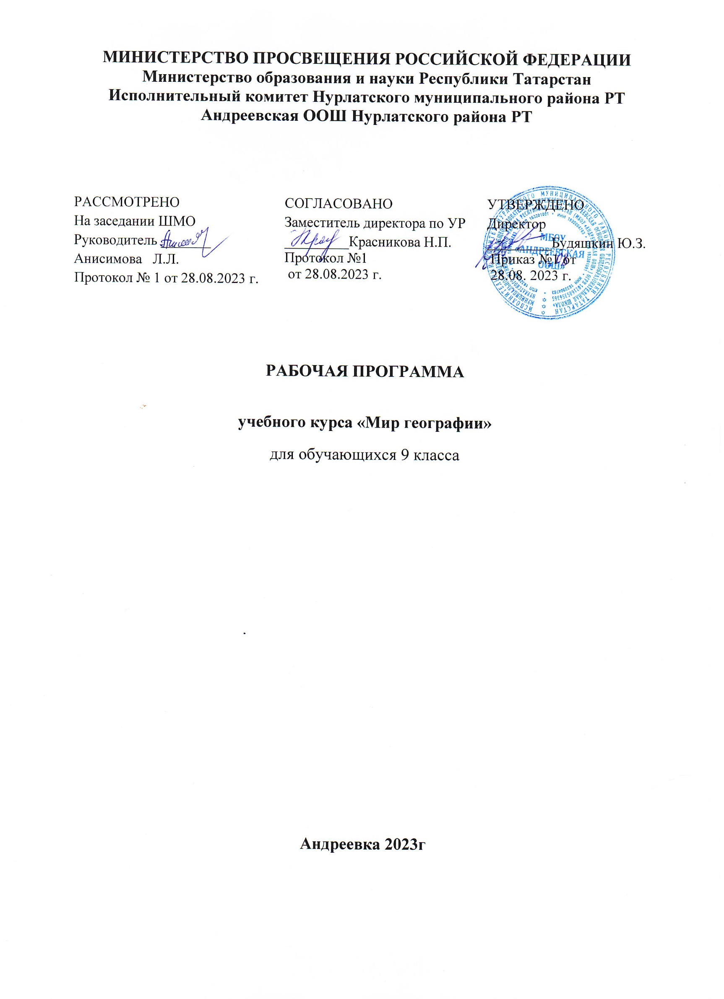 МИНИСТЕРСТВО ПРОСВЕЩЕНИЯ РОССИЙСКОЙ ФЕДЕРАЦИИ
Министерство образования и науки Республики Татарстан
Исполнительный комитет Нурлатского муниципального района РТ
Андреевская ООШ Нурлатского района РТ
РАССМОТРЕНО
На заседании ШМО
Руководитель
Анисимова Л.Л.
Протокол № 1 от 28.08.2023 г.
СОГЛАСОВАНО
Заместитель директора по УР
Красникова Н.П.
Протокол №1
от 28.08.2023 г.
УТВЕРЖДЕНО
Директор
Будяшкин Ю.З.
Приказ №1 от
28.08. 2023 г.
МБОУ
«АНДРЕЕВСКАЯ
ООШ»
РАБОЧАЯ ПРОГРАММА
учебного курса «Мир географии»
для обучающихся 9 класса
Андреевка 2023г